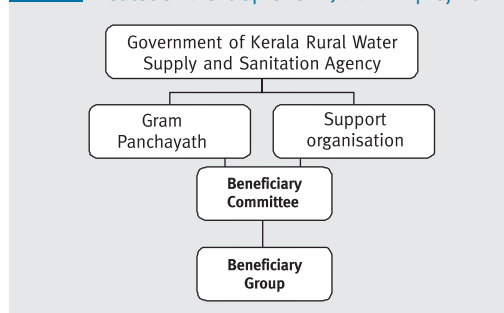 Government of Kerala Rural Water
Supply and Sanitation Agency
Gram
Panchayath
Support
organisation
Beneficiary
Committee
Beneficiary
Group